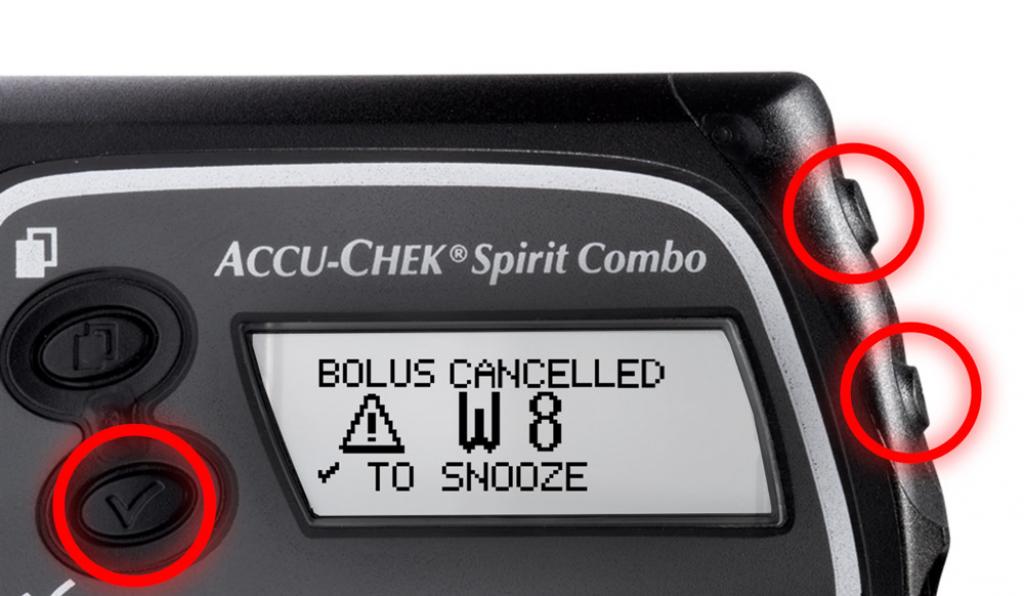 ACCU-CHEK® Spirit Combo
BOLUS CANCELLED
W 8
✓ TO SNOOZE